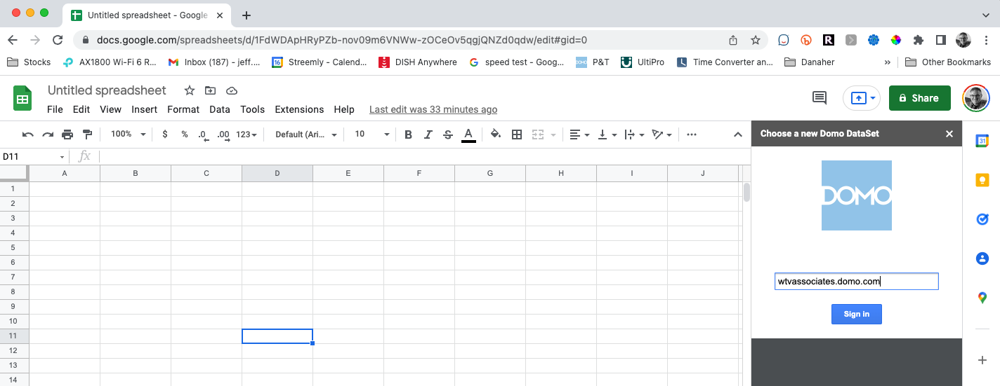 Untitled spreadsheet - Google
docs.google.com/spreadsheets/d/1FdWDApHRyPZb-nov09m6VNWw-zOCeOv5qgjQNZd0qdw/edit#gid=0
Stocks AX1800 Wi-Fi 6 R... Inbox (187) - jeff.... 16 Streemly - Calend... DISH Anywhere speed test - Goog... DOMO P&T UltiPro Time Converter an... Danaher » Other Bookmarks
Untitled spreadsheet
File Edit View Insert Format Data Tools Extensions Help Last edit was 33 minutes ago
Share
100% $ % .0 .00 123 Default (Ari... 10 B I S A
Choose a new Domo DataSet
31
D11 fx
A B C D E F G H I J
1
2
3
4
5
6
7
8
9
10
11
12
13
14
DOMO
wtvassociates.domo.com
Sign in